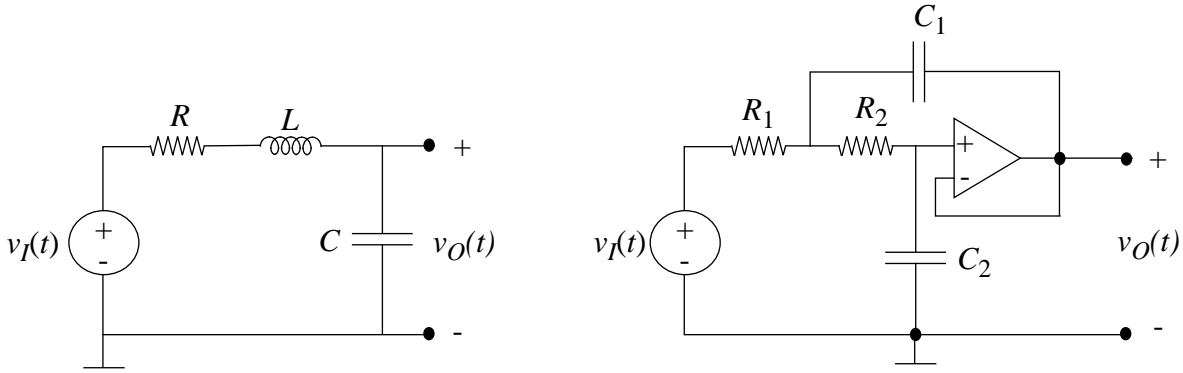 C1
R L + R1 R2 + - +
vI(t) + - C vO(t) vI(t) + - C2 vO(t)
- -